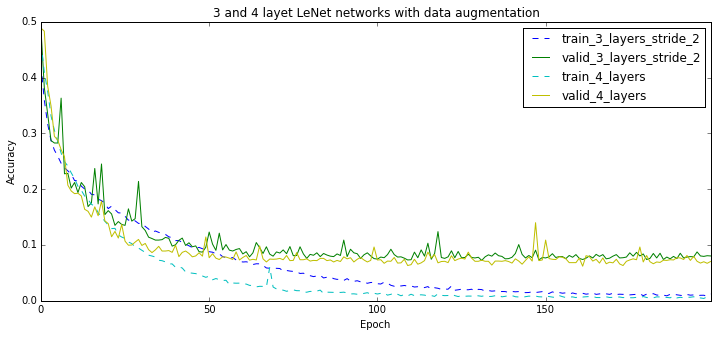 3 and 4 layet LeNet networks with data augmentation
0.5
0.4
0.3
0.2
0.1
0.0
Accuracy
0
50
100
150
Epoch
train_3_layers_stride_2
valid_3_layers_stride_2
train_4_layers
valid_4_layers